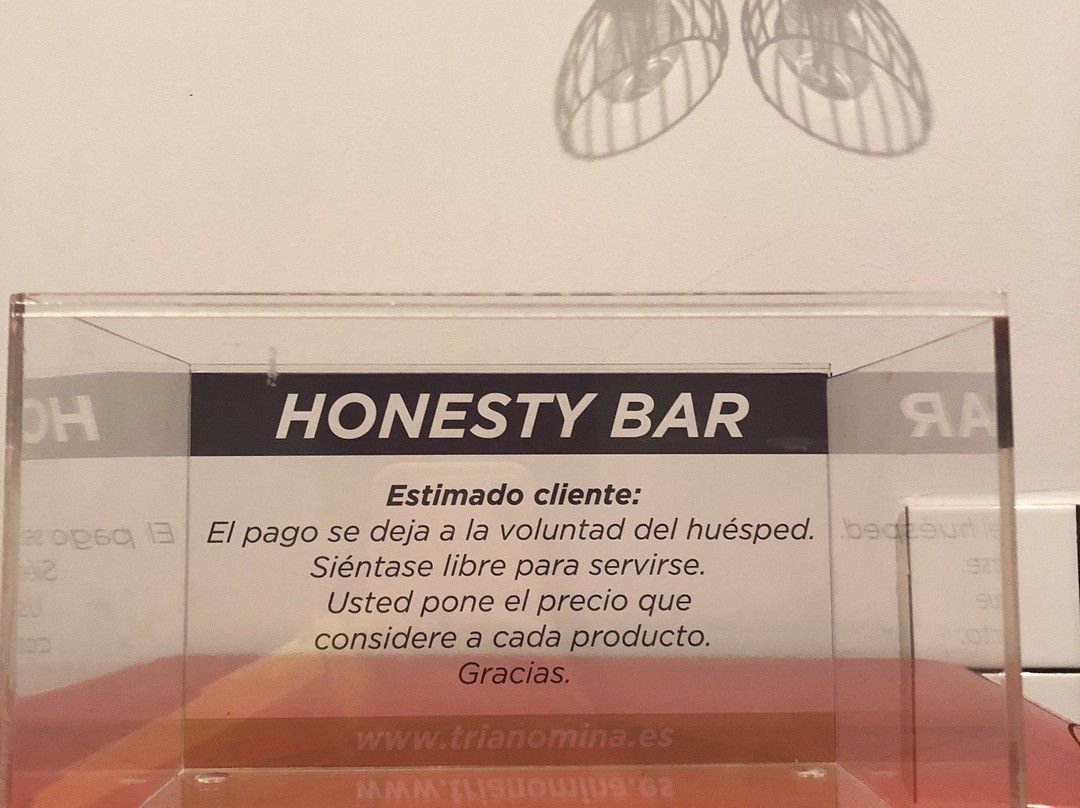 HONESTY BAR
Estimado cliente:
El pago se deja a la voluntad del huésped.
Siéntase libre para servirse.
Usted pone el precio que
considere a cada producto.
Gracias.
www.trianomina.es